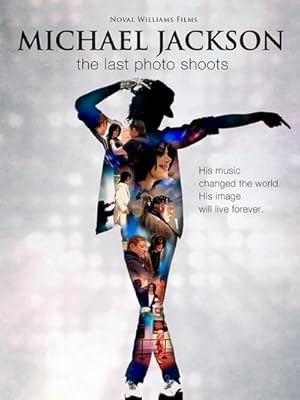 Noval Williams Films
MICHAEL JACKSON
the last photo shoots
His music
changed the world.
His image
will live forever.